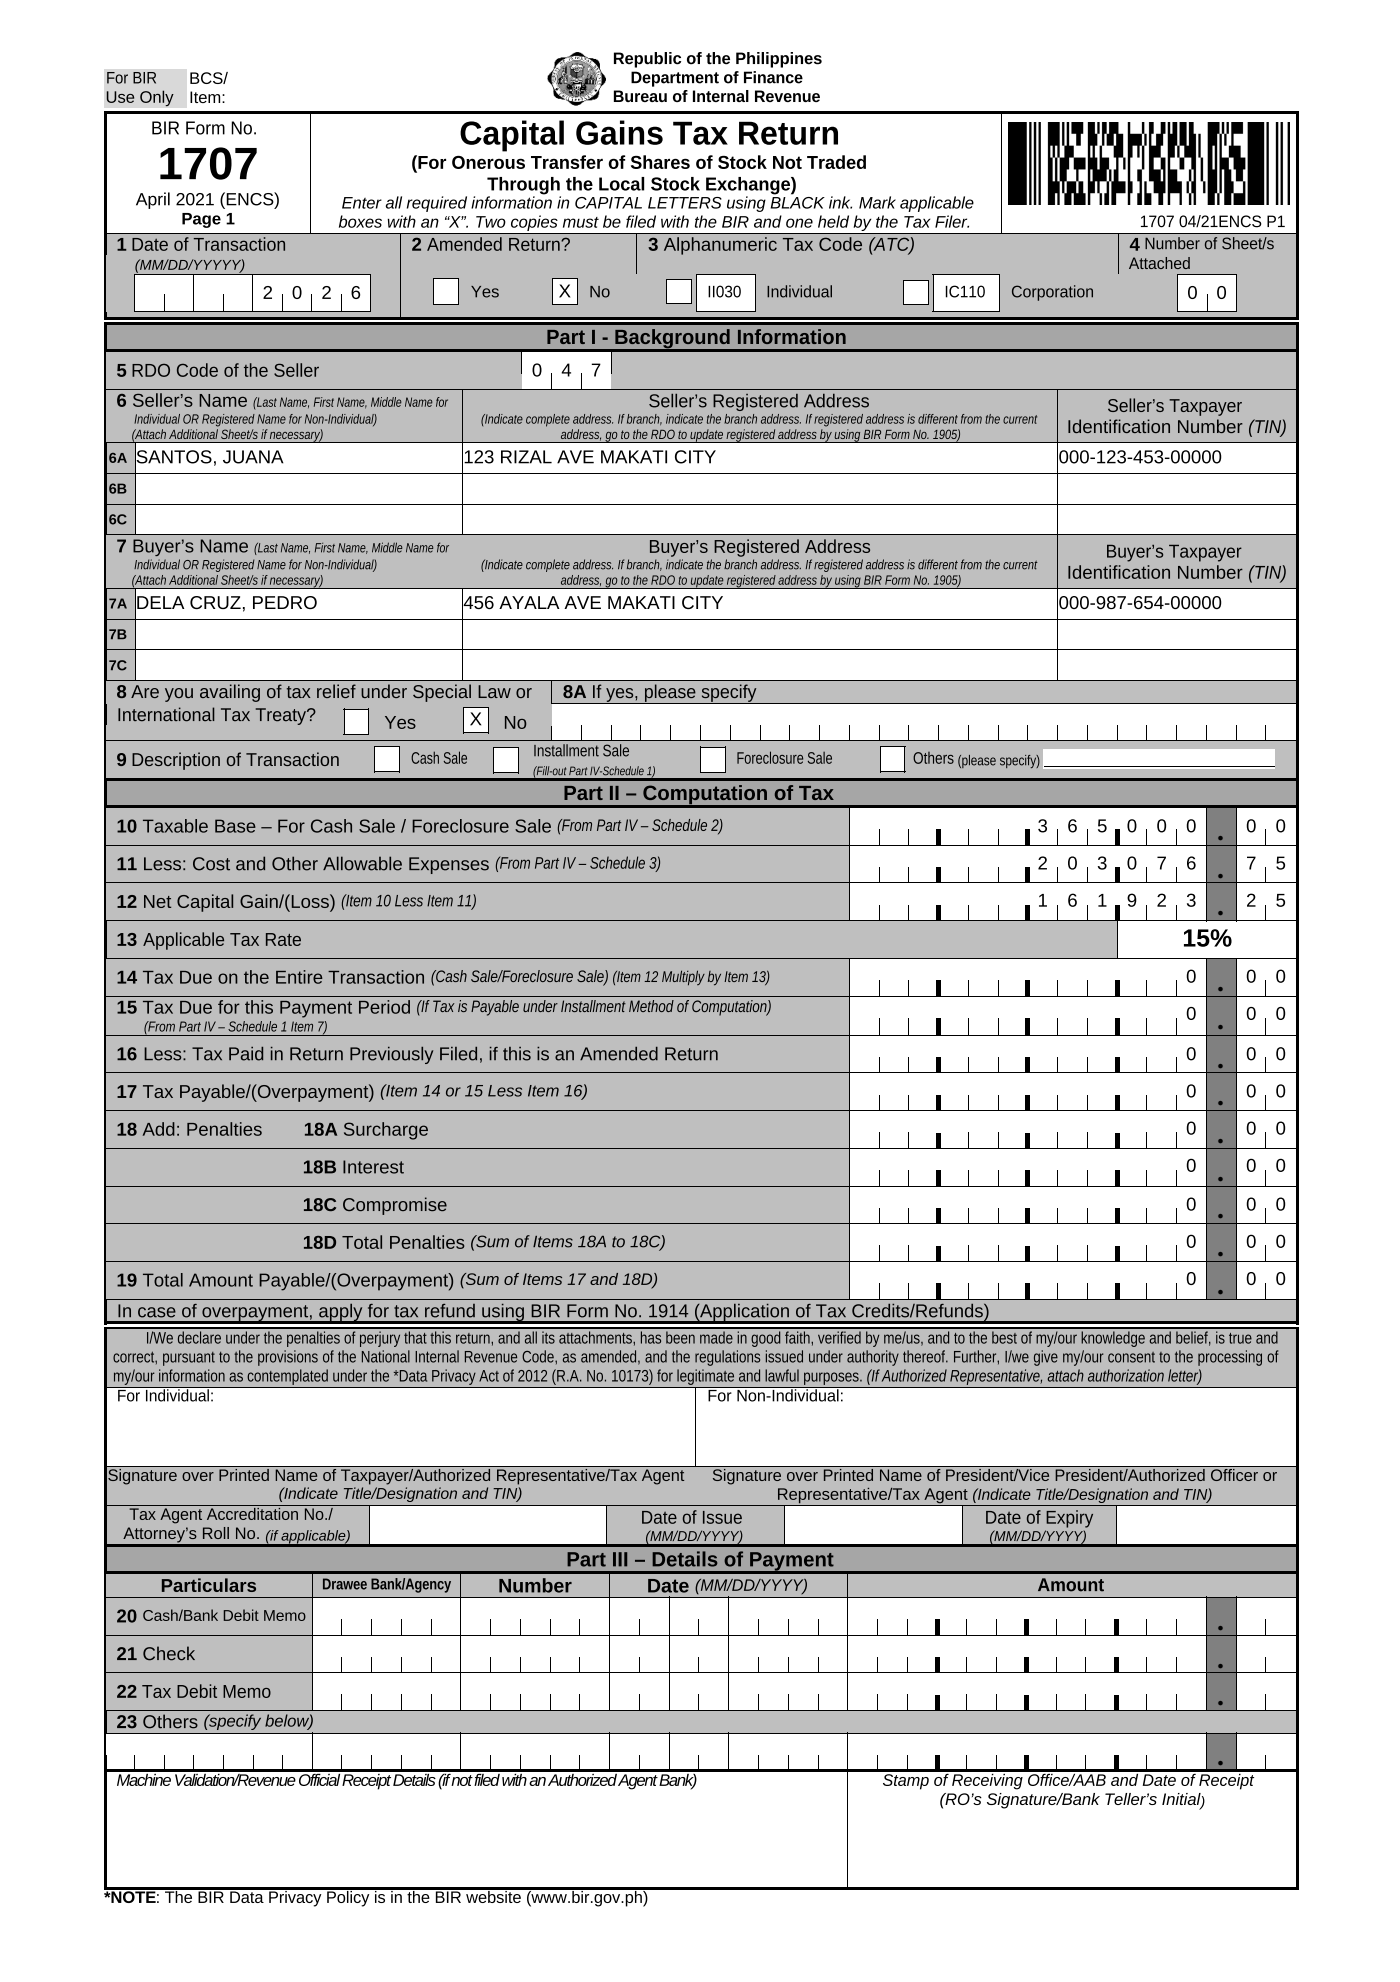 Republic of the Philippines
Department of Finance
Bureau of Internal Revenue
For BIR Use Only
BCS/
Item:
BIR Form No.
1707
April 2021 (ENCS)
Page 1
Capital Gains Tax Return
(For Onerous Transfer of Shares of Stock Not Traded
Through the Local Stock Exchange)
Enter all required information in CAPITAL LETTERS using BLACK ink. Mark applicable
boxes with an “X”. Two copies must be filed with the BIR and one held by the Tax Filer.
1707 04/21ENCS P1
1 Date of Transaction
(MM/DD/YYYYY)
2 0 2 6
2 Amended Return?
Yes
X No
3 Alphanumeric Tax Code (ATC)
II030 Individual
IC110 Corporation
4 Number of Sheet/s
Attached
0 0
Part I - Background Information
5 RDO Code of the Seller 0 4 7
6 Seller’s Name (Last Name, First Name, Middle Name for
Individual OR Registered Name for Non-Individual)
(Attach Additional Sheet/s if necessary)
Seller’s Registered Address
(Indicate complete address. If branch, indicate the branch address. If registered address is different from the current
address, go to the RDO to update registered address by using BIR Form No. 1905)
Seller’s Taxpayer
Identification Number (TIN)
6A SANTOS, JUANA 123 RIZAL AVE MAKATI CITY 000-123-453-00000
6B
6C
7 Buyer’s Name (Last Name, First Name, Middle Name for
Individual OR Registered Name for Non-Individual)
(Attach Additional Sheet/s if necessary)
Buyer’s Registered Address
(Indicate complete address. If branch, indicate the branch address. If registered address is different from the current
address, go to the RDO to update registered address by using BIR Form No. 1905)
Buyer’s Taxpayer
Identification Number (TIN)
7A DELA CRUZ, PEDRO 456 AYALA AVE MAKATI CITY 000-987-654-00000
7B
7C
8 Are you availing of tax relief under Special Law or
International Tax Treaty? Yes X No
8A If yes, please specify
9 Description of Transaction Cash Sale Installment Sale
(Fill-out Part IV-Schedule 1)
Foreclosure Sale Others (please specify)
Part II – Computation of Tax
10 Taxable Base – For Cash Sale / Foreclosure Sale (From Part IV – Schedule 2) 3 6 5 0 0 0 . 0 0
11 Less: Cost and Other Allowable Expenses (From Part IV – Schedule 3) 2 0 3 0 7 6 . 7 5
12 Net Capital Gain/(Loss) (Item 10 Less Item 11) 1 6 1 9 2 3 . 2 5
13 Applicable Tax Rate 15%
14 Tax Due on the Entire Transaction (Cash Sale/Foreclosure Sale) (Item 12 Multiply by Item 13) 0 . 0 0
15 Tax Due for this Payment Period (If Tax is Payable under Installment Method of Computation) 0 . 0 0
(From Part IV – Schedule 1 Item 7)
16 Less: Tax Paid in Return Previously Filed, if this is an Amended Return 0 . 0 0
17 Tax Payable/(Overpayment) (Item 14 or 15 Less Item 16) 0 . 0 0
18 Add: Penalties 18A Surcharge 0 . 0 0
18B Interest 0 . 0 0
18C Compromise 0 . 0 0
18D Total Penalties (Sum of Items 18A to 18C) 0 . 0 0
19 Total Amount Payable/(Overpayment) (Sum of Items 17 and 18D) 0 . 0 0
In case of overpayment, apply for tax refund using BIR Form No. 1914 (Application of Tax Credits/Refunds)
I/We declare under the penalties of perjury that this return, and all its attachments, has been made in good faith, verified by me/us, and to the best of my/our knowledge and belief, is true and
correct, pursuant to the provisions of the National Internal Revenue Code, as amended, and the regulations issued under authority thereof. Further, I/we give my/our consent to the processing of
my/our information as contemplated under the *Data Privacy Act of 2012 (R.A. No. 10173) for legitimate and lawful purposes. (If Authorized Representative, attach authorization letter)
For Individual:
For Non-Individual:
Signature over Printed Name of Taxpayer/Authorized Representative/Tax Agent
(Indicate Title/Designation and TIN)
Signature over Printed Name of President/Vice President/Authorized Officer or
Representative/Tax Agent (Indicate Title/Designation and TIN)
Tax Agent Accreditation No./
Attorney’s Roll No. (if applicable)
Date of Issue
(MM/DD/YYYY)
Date of Expiry
(MM/DD/YYYY)
Part III – Details of Payment
Particulars Drawee Bank/Agency Number Date (MM/DD/YYYY) Amount
20 Cash/Bank Debit Memo .
21 Check .
22 Tax Debit Memo .
23 Others (specify below)
.
Machine Validation/Revenue Official Receipt Details (if not filed with an Authorized Agent Bank)
Stamp of Receiving Office/AAB and Date of Receipt
(RO’s Signature/Bank Teller’s Initial)
*NOTE: The BIR Data Privacy Policy is in the BIR website (www.bir.gov.ph)